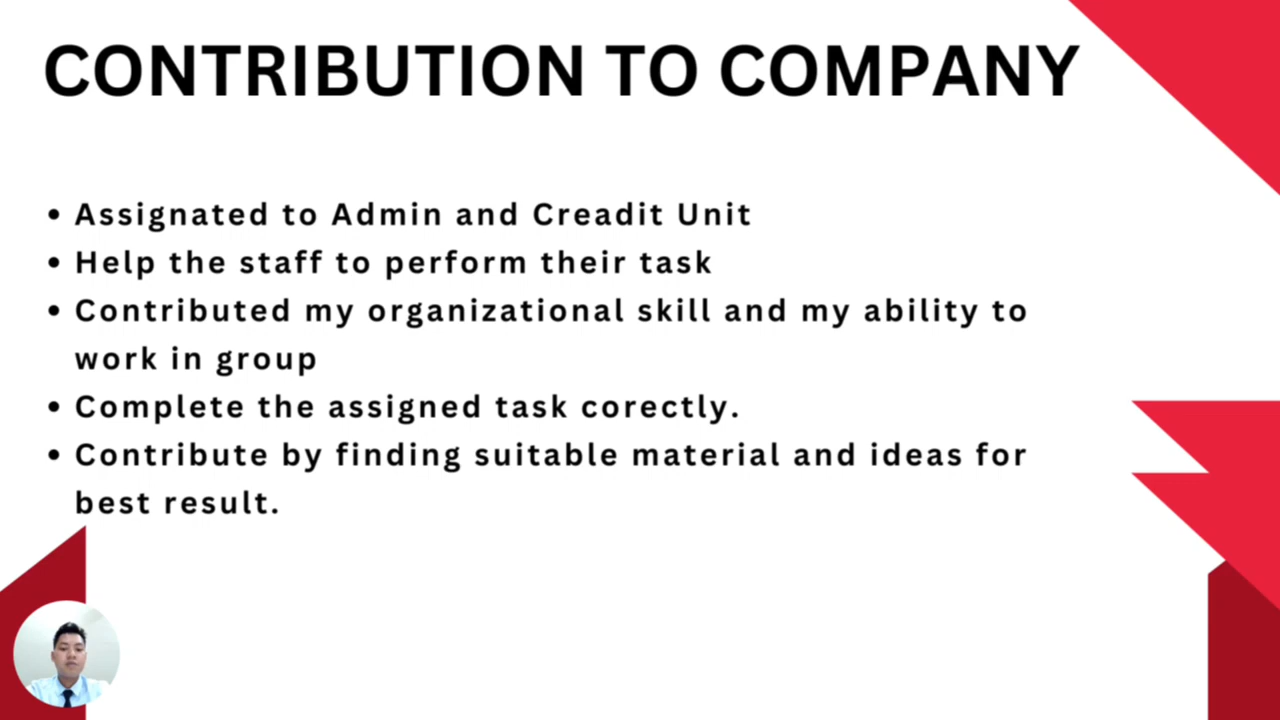 CONTRIBUTION TO COMPANY
• Assignated to Admin and Creadit Unit
• Help the staff to perform their task
• Contributed my organizational skill and my ability to
work in group
• Complete the assigned task corectly.
• Contribute by finding suitable material and ideas for
best result.